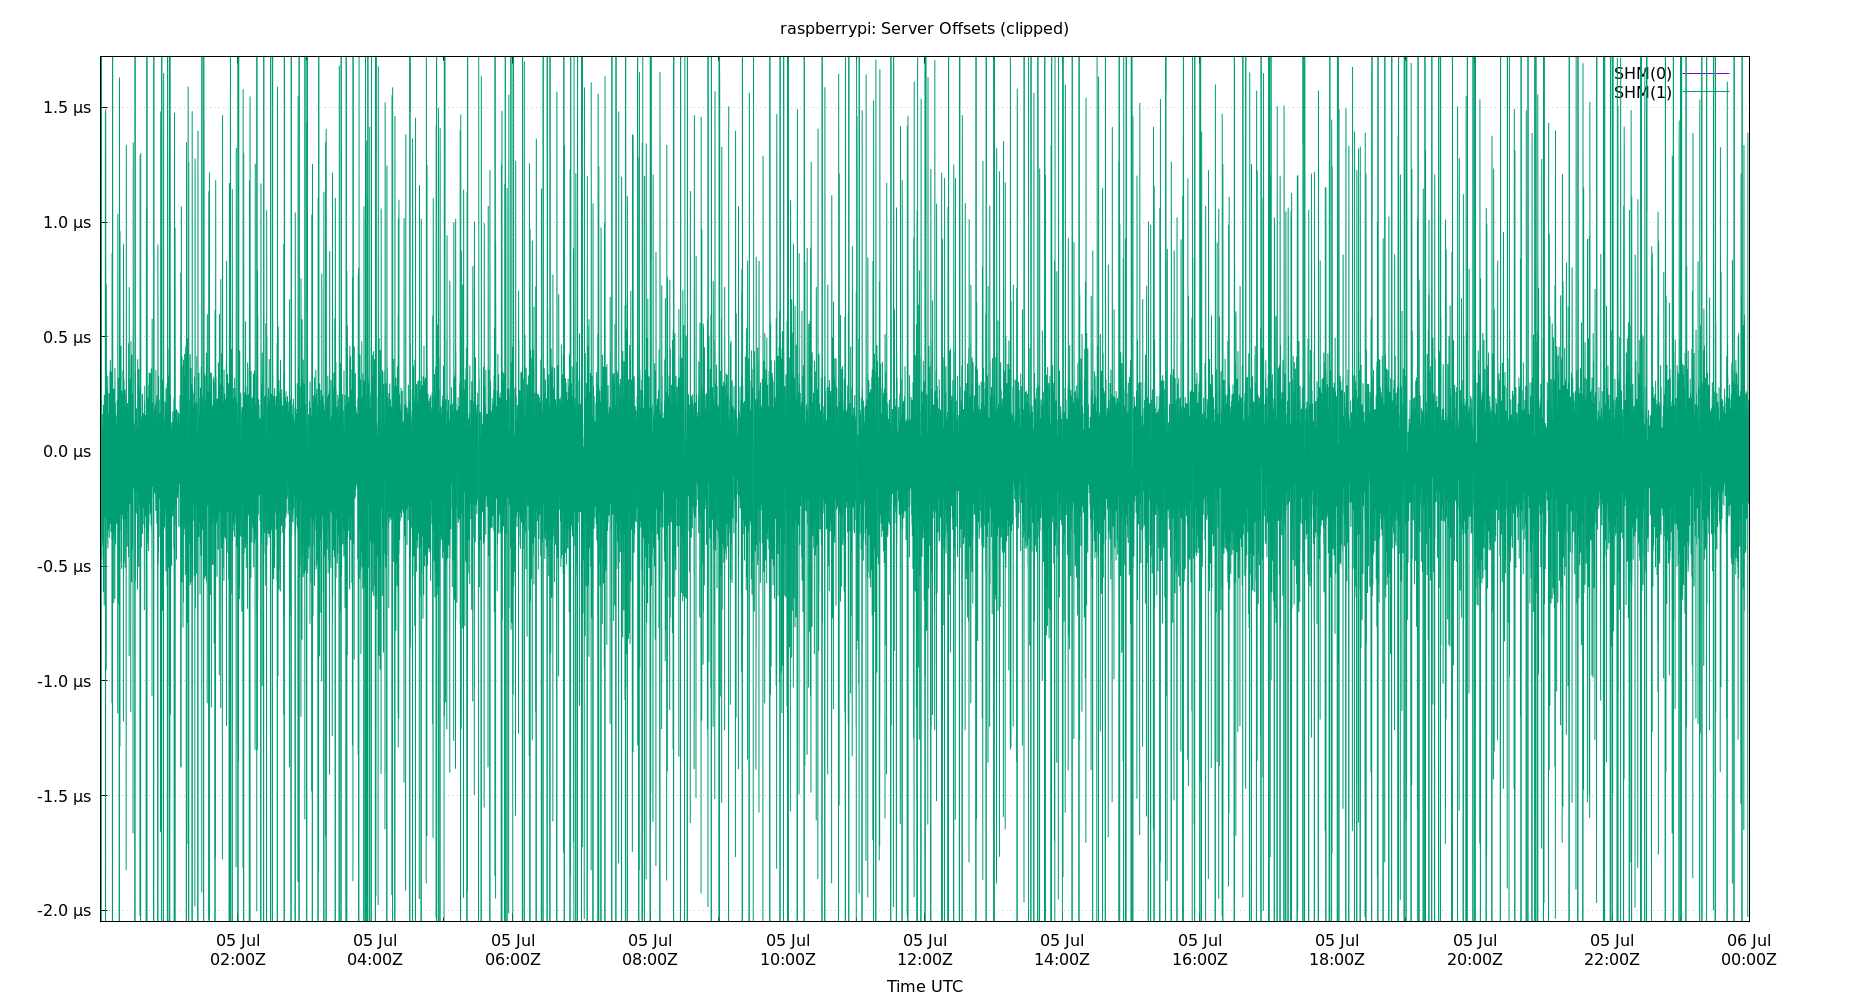 raspberrypi: Server Offsets (clipped)
SHM(0)
SHM(1)
1.5 µs
1.0 µs
0.5 µs
0.0 µs
-0.5 µs
-1.0 µs
-1.5 µs
-2.0 µs
05 Jul 05 Jul 05 Jul 05 Jul 05 Jul 05 Jul 05 Jul 05 Jul 05 Jul 05 Jul 05 Jul 06 Jul
02:00Z 04:00Z 06:00Z 08:00Z 10:00Z 12:00Z 14:00Z 16:00Z 18:00Z 20:00Z 22:00Z 00:00Z
Time UTC